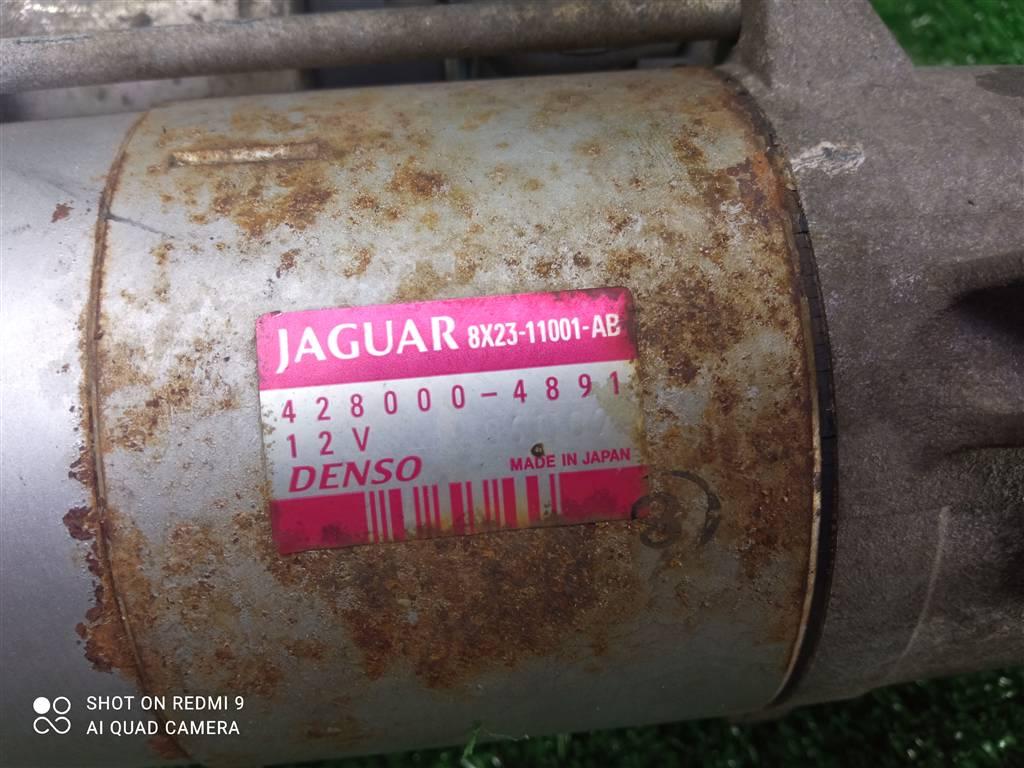 JAGUAR 8X23-11001-AB
428000-4891
12V
DENSO MADE IN JAPAN
SHOT ON REDMI 9
AI QUAD CAMERA